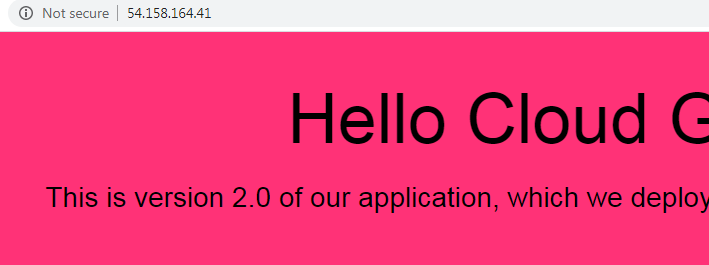 Not secure | 54.158.164.41
Hello Cloud G
This is version 2.0 of our application, which we deploy